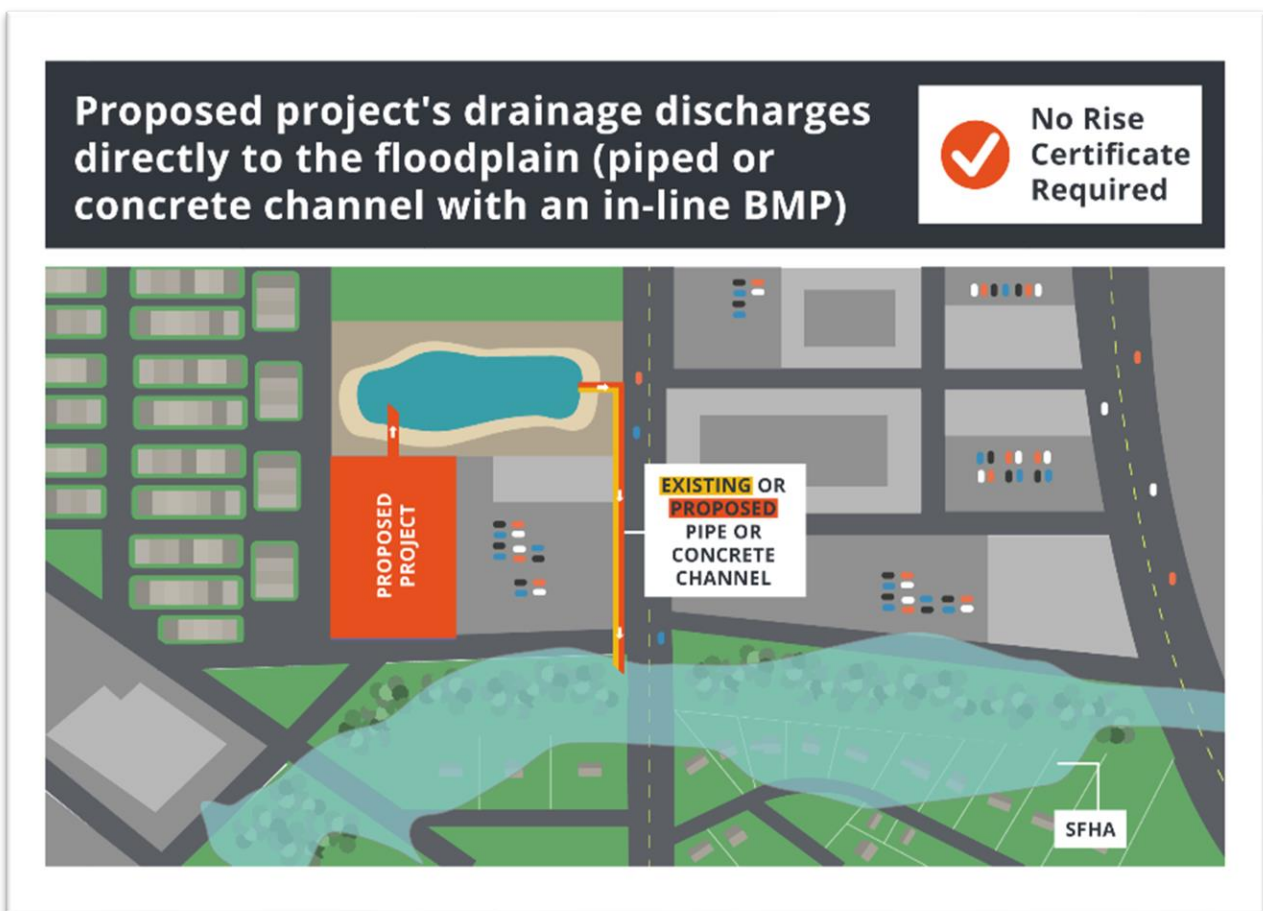 Proposed project's drainage discharges
directly to the floodplain (piped or
concrete channel with an in-line BMP)
No Rise
Certificate
Required
PROPOSED
PROJECT
EXISTING OR
PROPOSED
PIPE OR
CONCRETE
CHANNEL
SFHA